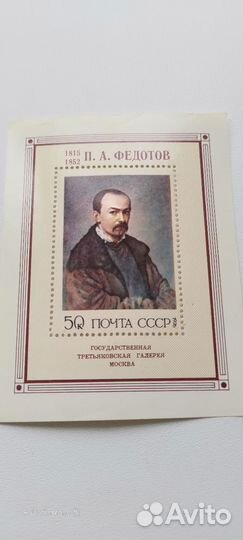 1815
1852 П. А. ФЕДОТОВ
50к ПОЧТА СССР
ГОСУДАРСТВЕННАЯ
ТРЕТЬЯКОВСКАЯ ГАЛЕРЕЯ
МОСКВА
Avito